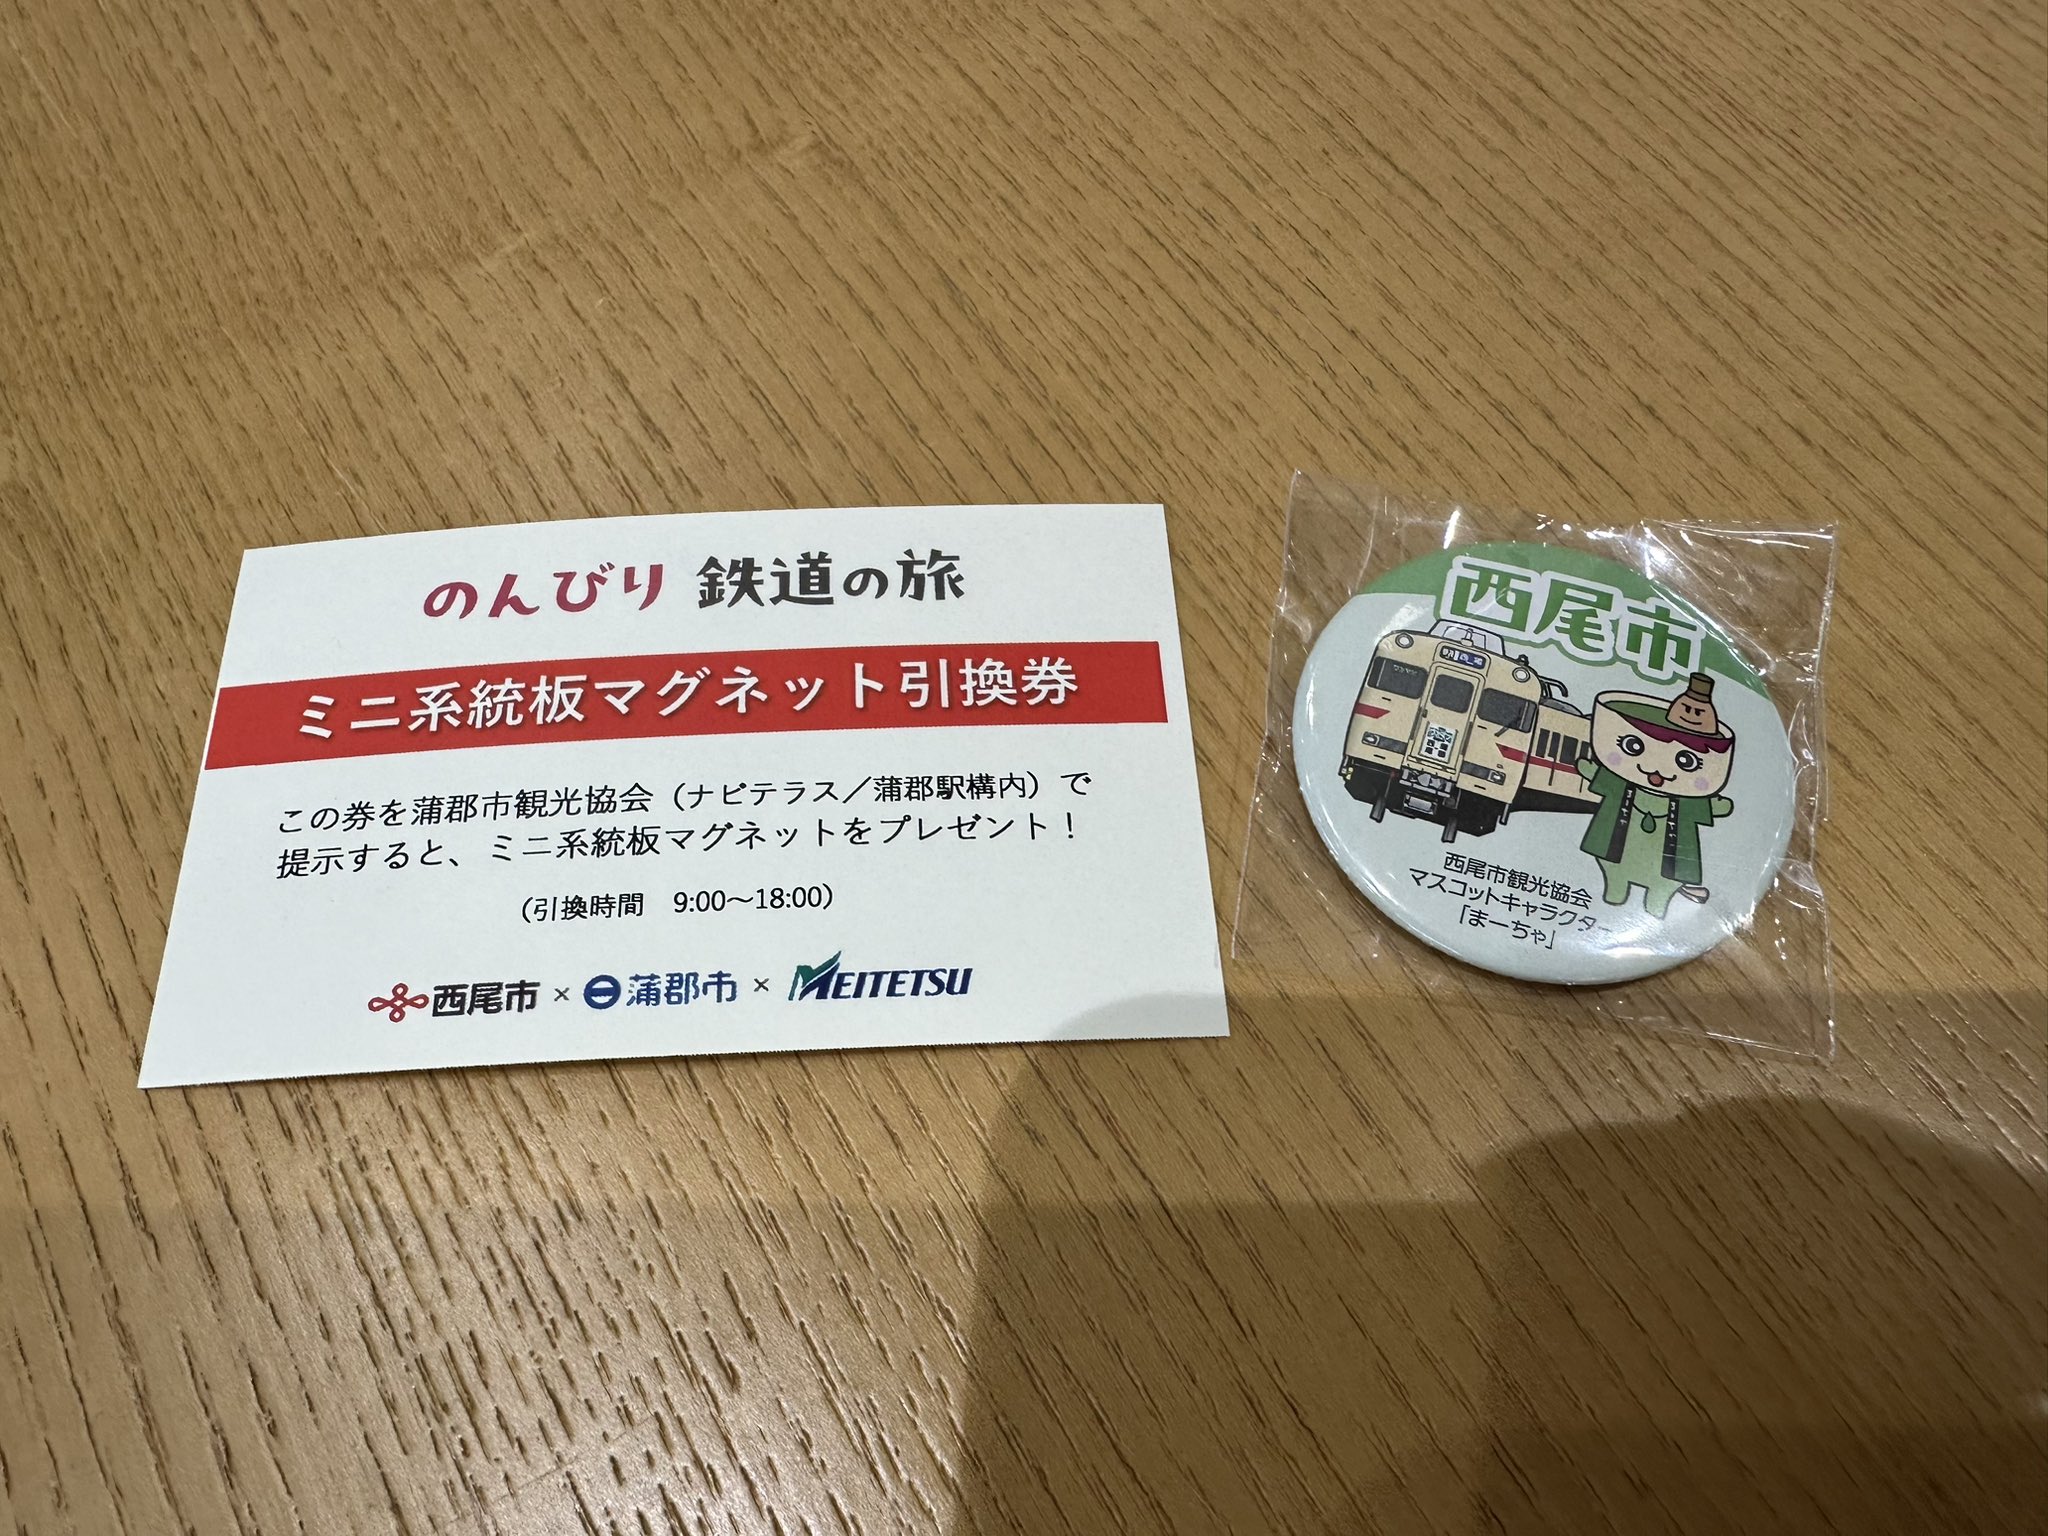 のんびり 鉄道の旅
ミニ系統板マグネット引換券
この券を蒲郡市観光協会（ナビテラス／蒲郡駅構内）で
提示すると、ミニ系統板マグネットをプレゼント！
（引換時間　9:00～18:00）
西尾市 × 蒲郡市 × MEITETSU
西尾市
西尾市観光協会
マスコットキャラクター
「まーちゃ」